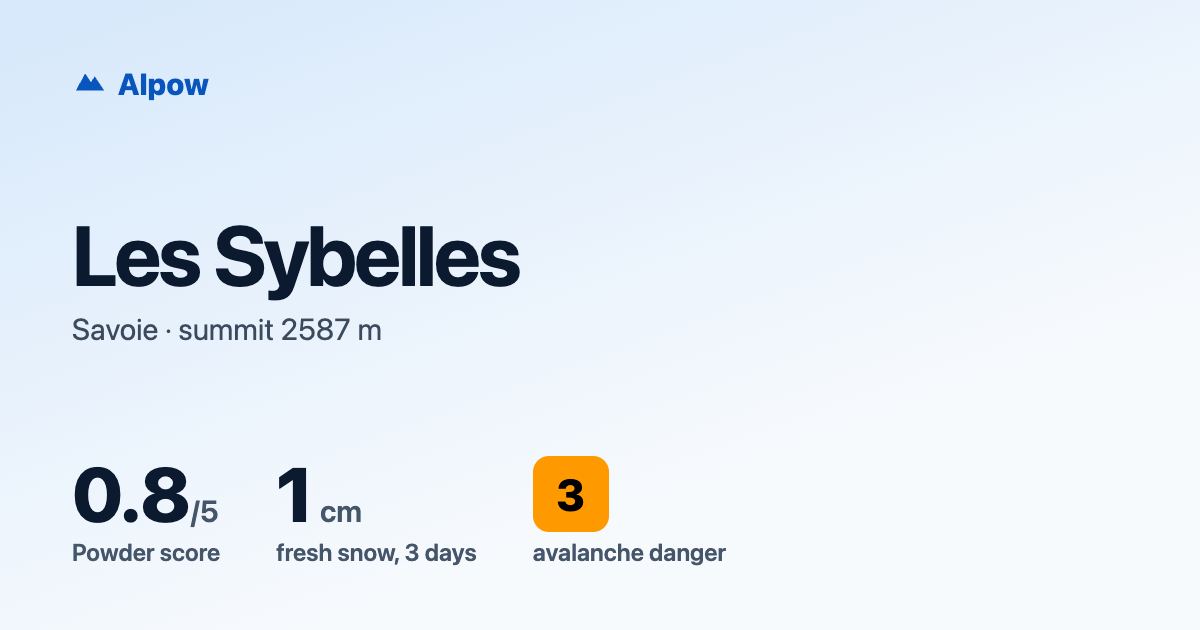 Alpow
Les Sybelles
Savoie · summit 2587 m
0.8/5
Powder score
1 cm
fresh snow, 3 days
3
avalanche danger